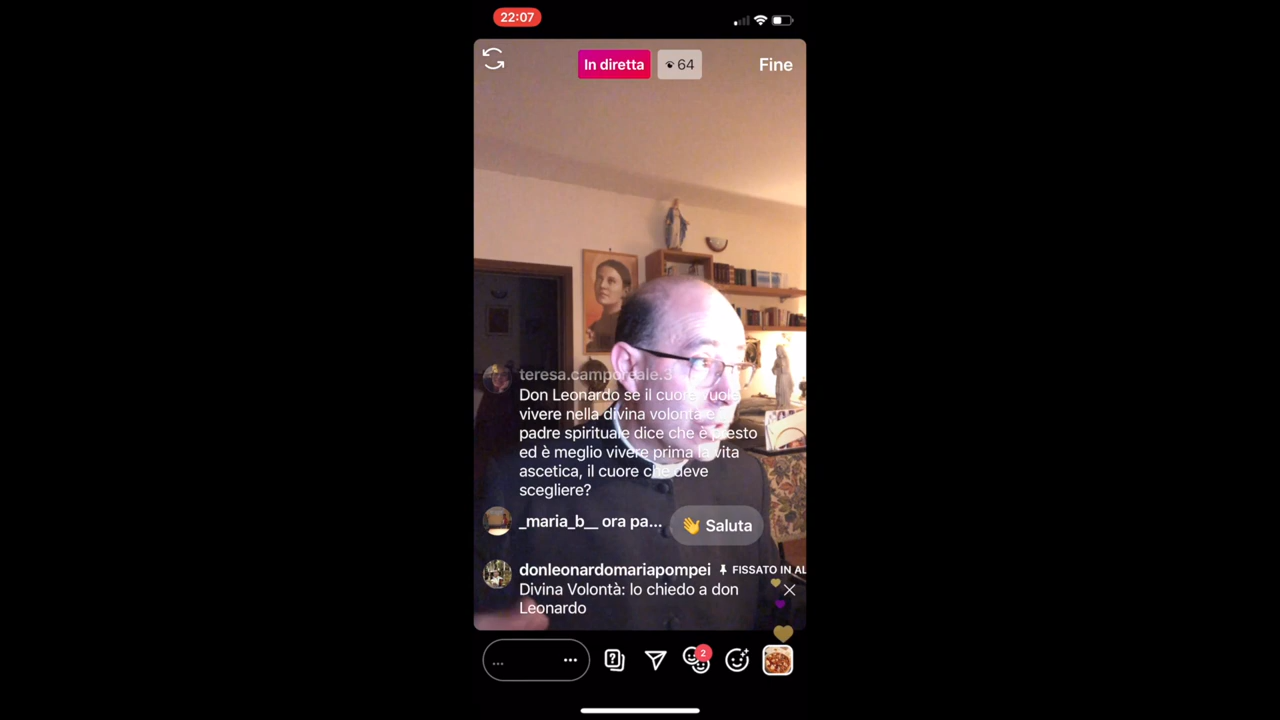 22:07
In diretta
64
Fine
teresa.camporeale.3
Don Leonardo se il cuore vuole
vivere nella divina volontà e
padre spirituale dice che è presto
ed è meglio vivere prima la vita
ascetica, il cuore che deve
scegliere?
_maria_b__ ora pa...
👋 Saluta
donleonardomariapompei FISSATO IN AL
Divina Volontà: lo chiedo a don
Leonardo
...
2